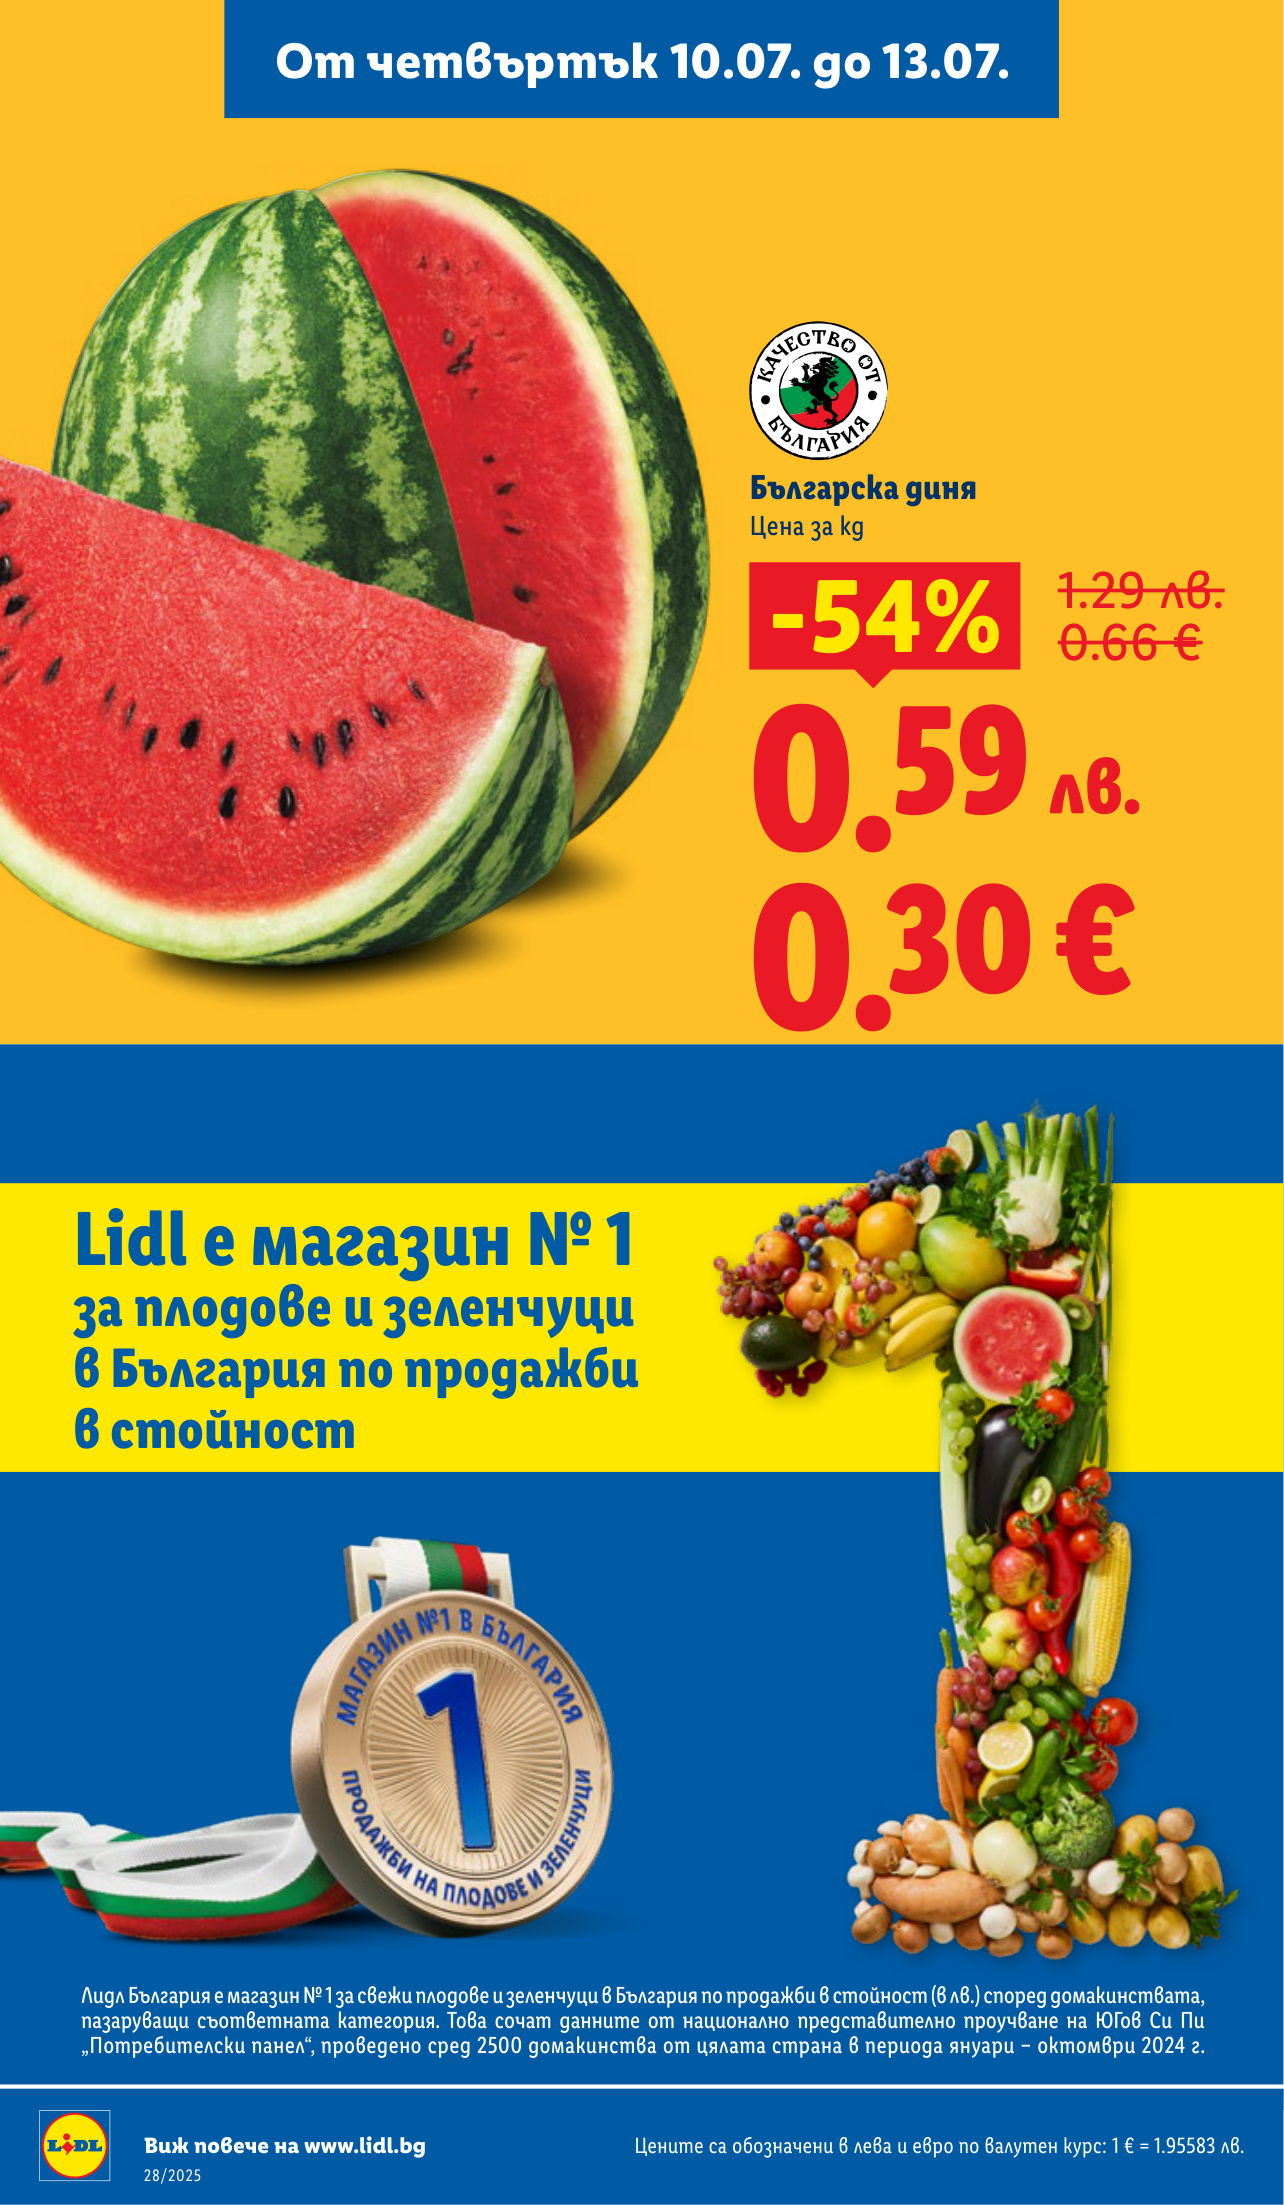 От четвъртък 10.07. до 13.07.
КАЧЕСТВО ОТ
БЪЛГАРИЯ
Българска диня
Цена за кg
-54%
1.29 лв.
0.66 €
0.59 лв.
0.30 €
Lidl е магазин № 1
за плодове и зеленчуци
в България по продажби
в стойност
МАГАЗИН №1 В БЪЛГАРИЯ
1
ПРОДАЖБИ НА ПЛОДОВЕ И ЗЕЛЕНЧУЦИ
Лидл България е магазин № 1 за свежи плодове и зеленчуци в България по продажби в стойност (в лв.) според домакинствата,
пазаруващи съответната категория. Това сочат данните от национално представително проучване на ЮГов Си Пи
„Потребителски панел“, проведено сред 2500 домакинства от цялата страна в периода януари – октомври 2024 г.
LIDL
Виж повече на www.lidl.bg
28/2025
Цените са обозначени в лева и евро по валутен курс: 1 € = 1.95583 лв.